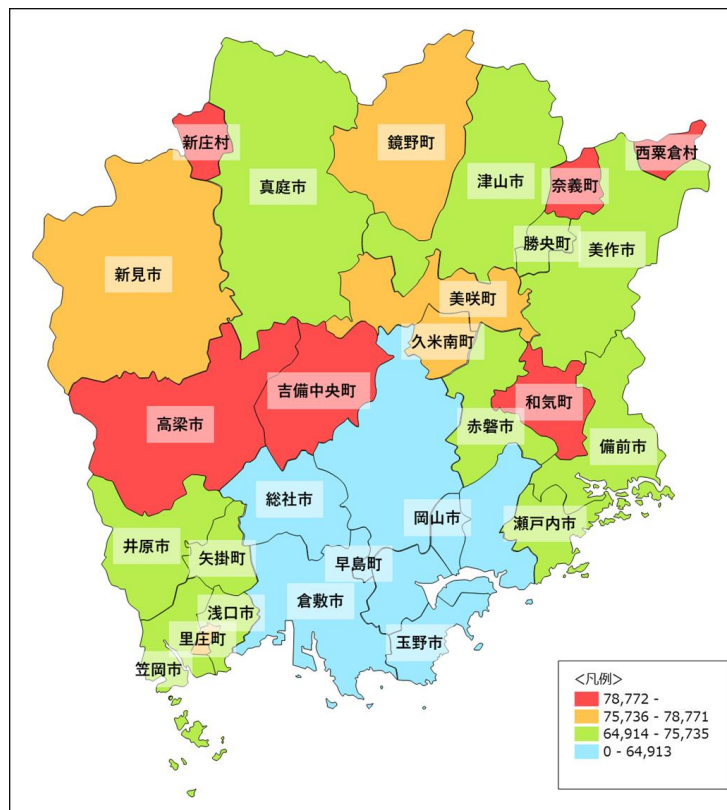 新庄村
鏡野町
真庭市
津山市
奈義町
西粟倉村
勝央町
美作市
新見市
美咲町
久米南町
吉備中央町
高梁市
和気町
赤磐市
備前市
総社市
岡山市
瀬戸内市
井原市
矢掛町
早島町
倉敷市
浅口市
里庄町
玉野市
笠岡市
<凡例>
78,772 -
75,736 - 78,771
64,914 - 75,735
0 - 64,913